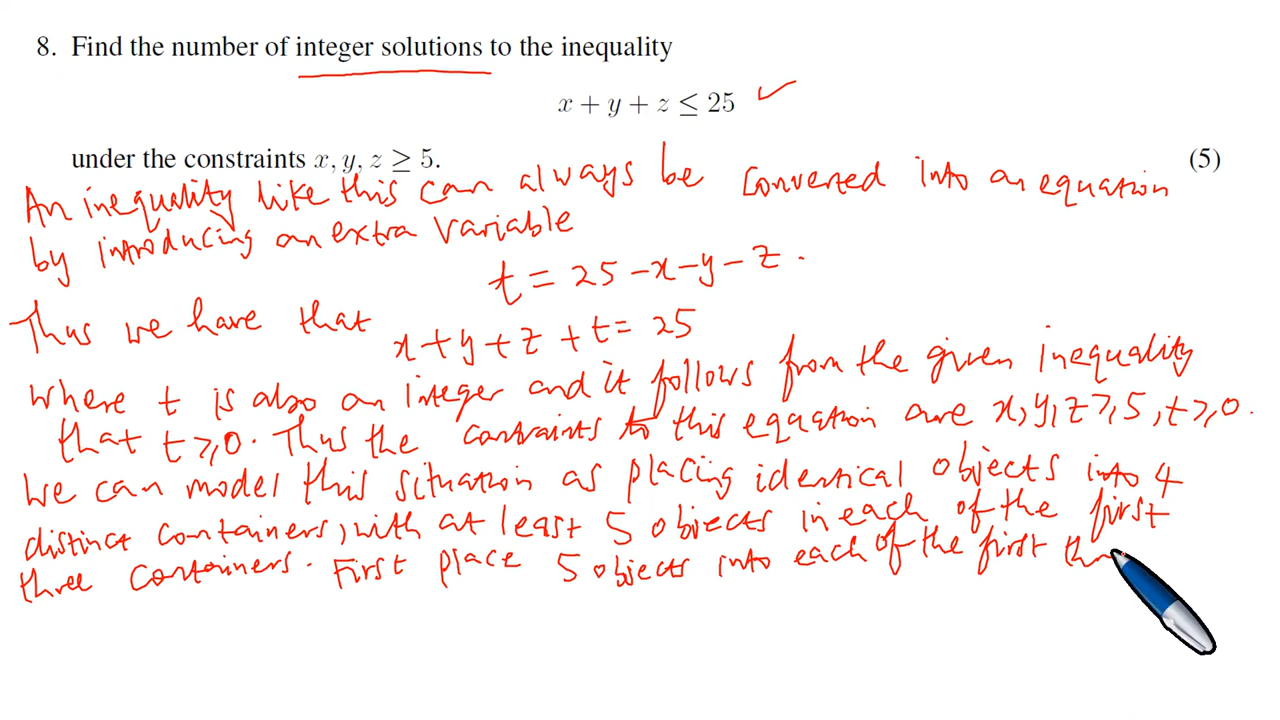 8. Find the number of integer solutions to the inequality
x + y + z ≤ 25 ✓
under the constraints x, y, z ≥ 5. (5)
An inequality like this can always be converted into an equation
by introducing an extra variable
t = 25 - x - y - z .
Thus we have that
x + y + z + t = 25
where t is also an integer and it follows from the given inequality
that t ≥ 0. Thus the contraints to this equation are x, y, z ≥ 5, t ≥ 0.
We can model this situation as placing identical objects into 4
distinct containers, with at least 5 objects in each of the first
three containers. First place 5 objects into each of the first th